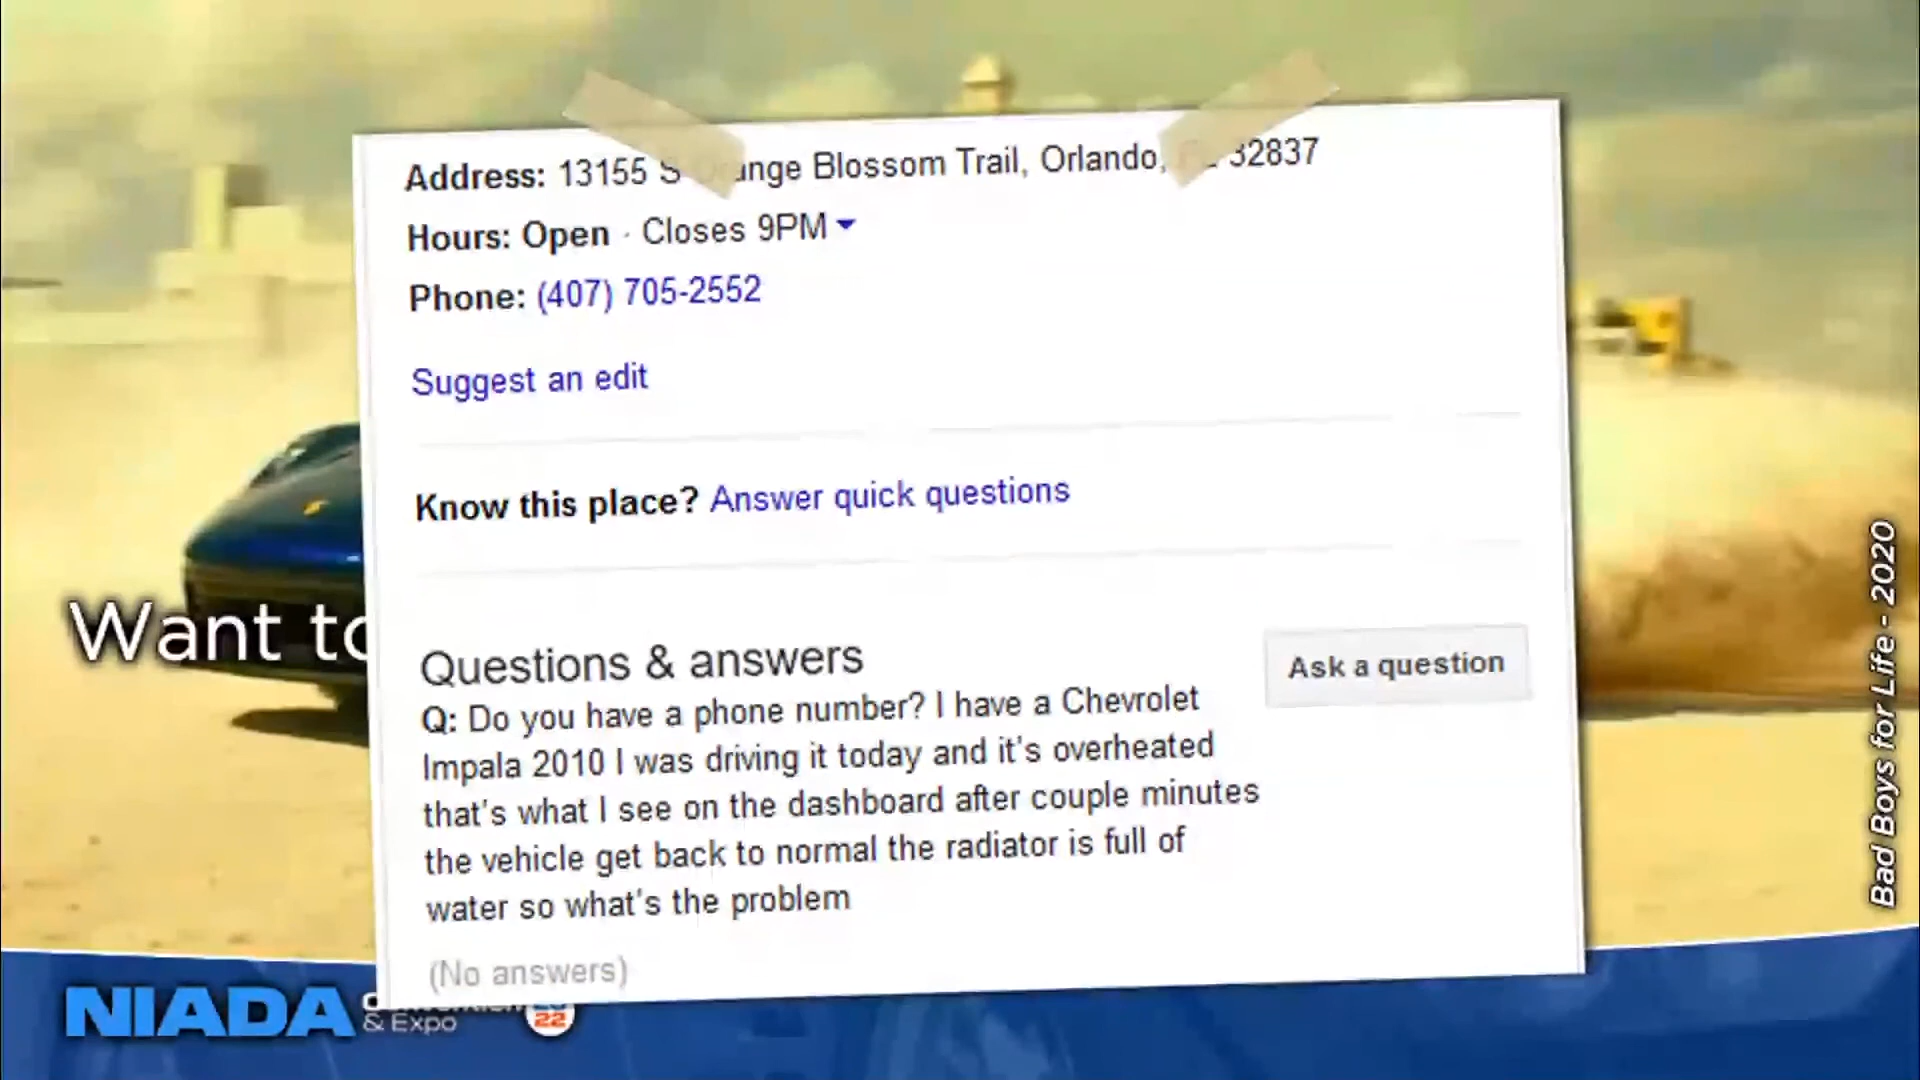 Address: 13155 S Orange Blossom Trail, Orlando, FL 32837
Hours: Open · Closes 9PM
Phone: (407) 705-2552
Suggest an edit
Know this place? Answer quick questions
Questions & answers
Ask a question
Q: Do you have a phone number? I have a Chevrolet
Impala 2010 I was driving it today and it's overheated
that's what I see on the dashboard after couple minutes
the vehicle get back to normal the radiator is full of
water so what's the problem
(No answers)
Want to
Bad Boys for Life - 2020
NIADA
& Expo
22